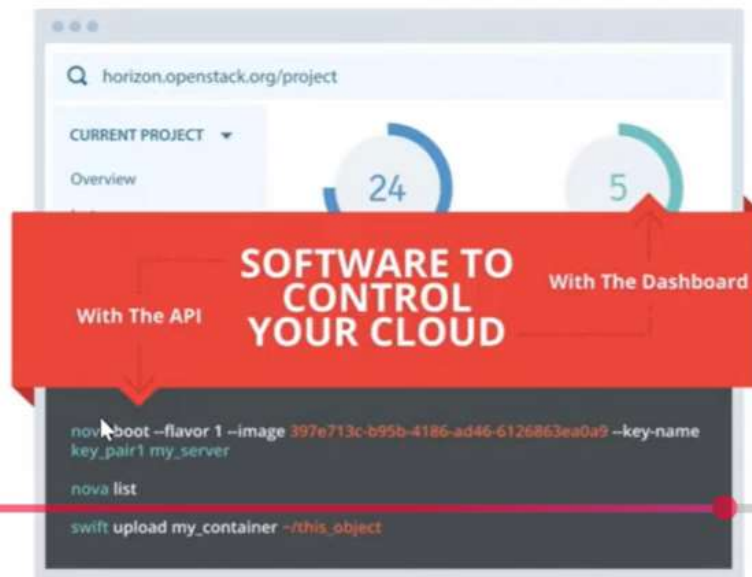 horizon.openstack.org/project
CURRENT PROJECT
24
5
Overview
SOFTWARE TO
CONTROL
YOUR CLOUD
With The API
With The Dashboard
nova boot --flavor 1 --image 397e713c-b95b-4186-ad46-6126863ea0a9 --key-name
key_pair1 my_server
nova list
swift upload my_container ~/this_object